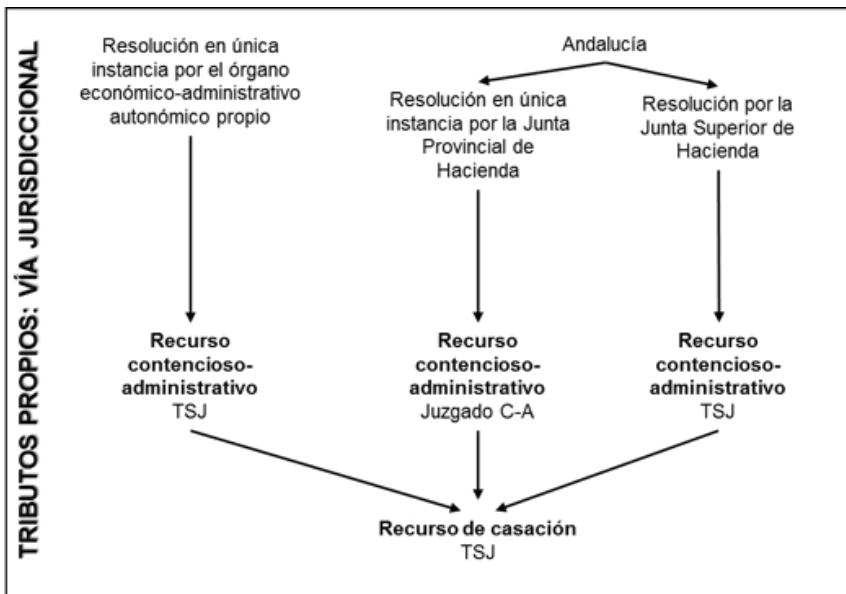 TRIBUTOS PROPIOS: VÍA JURISDICCIONAL
Resolución en única
instancia por el órgano
económico-administrativo
autonómico propio
Andalucía
Resolución en única
instancia por la Junta
Provincial de
Hacienda
Resolución por la
Junta Superior de
Hacienda
Recurso
contencioso-
administrativo
TSJ
Recurso
contencioso-
administrativo
Juzgado C-A
Recurso
contencioso-
administrativo
TSJ
Recurso de casación
TSJ